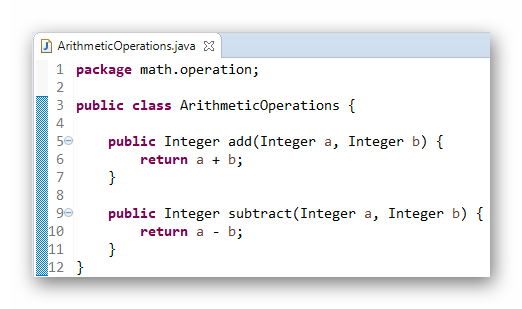 ArithmeticOperations.java
1 package math.operation;
2
3 public class ArithmeticOperations {
4
5 public Integer add(Integer a, Integer b) {
6 return a + b;
7 }
8
9 public Integer subtract(Integer a, Integer b) {
10 return a - b;
11 }
12 }